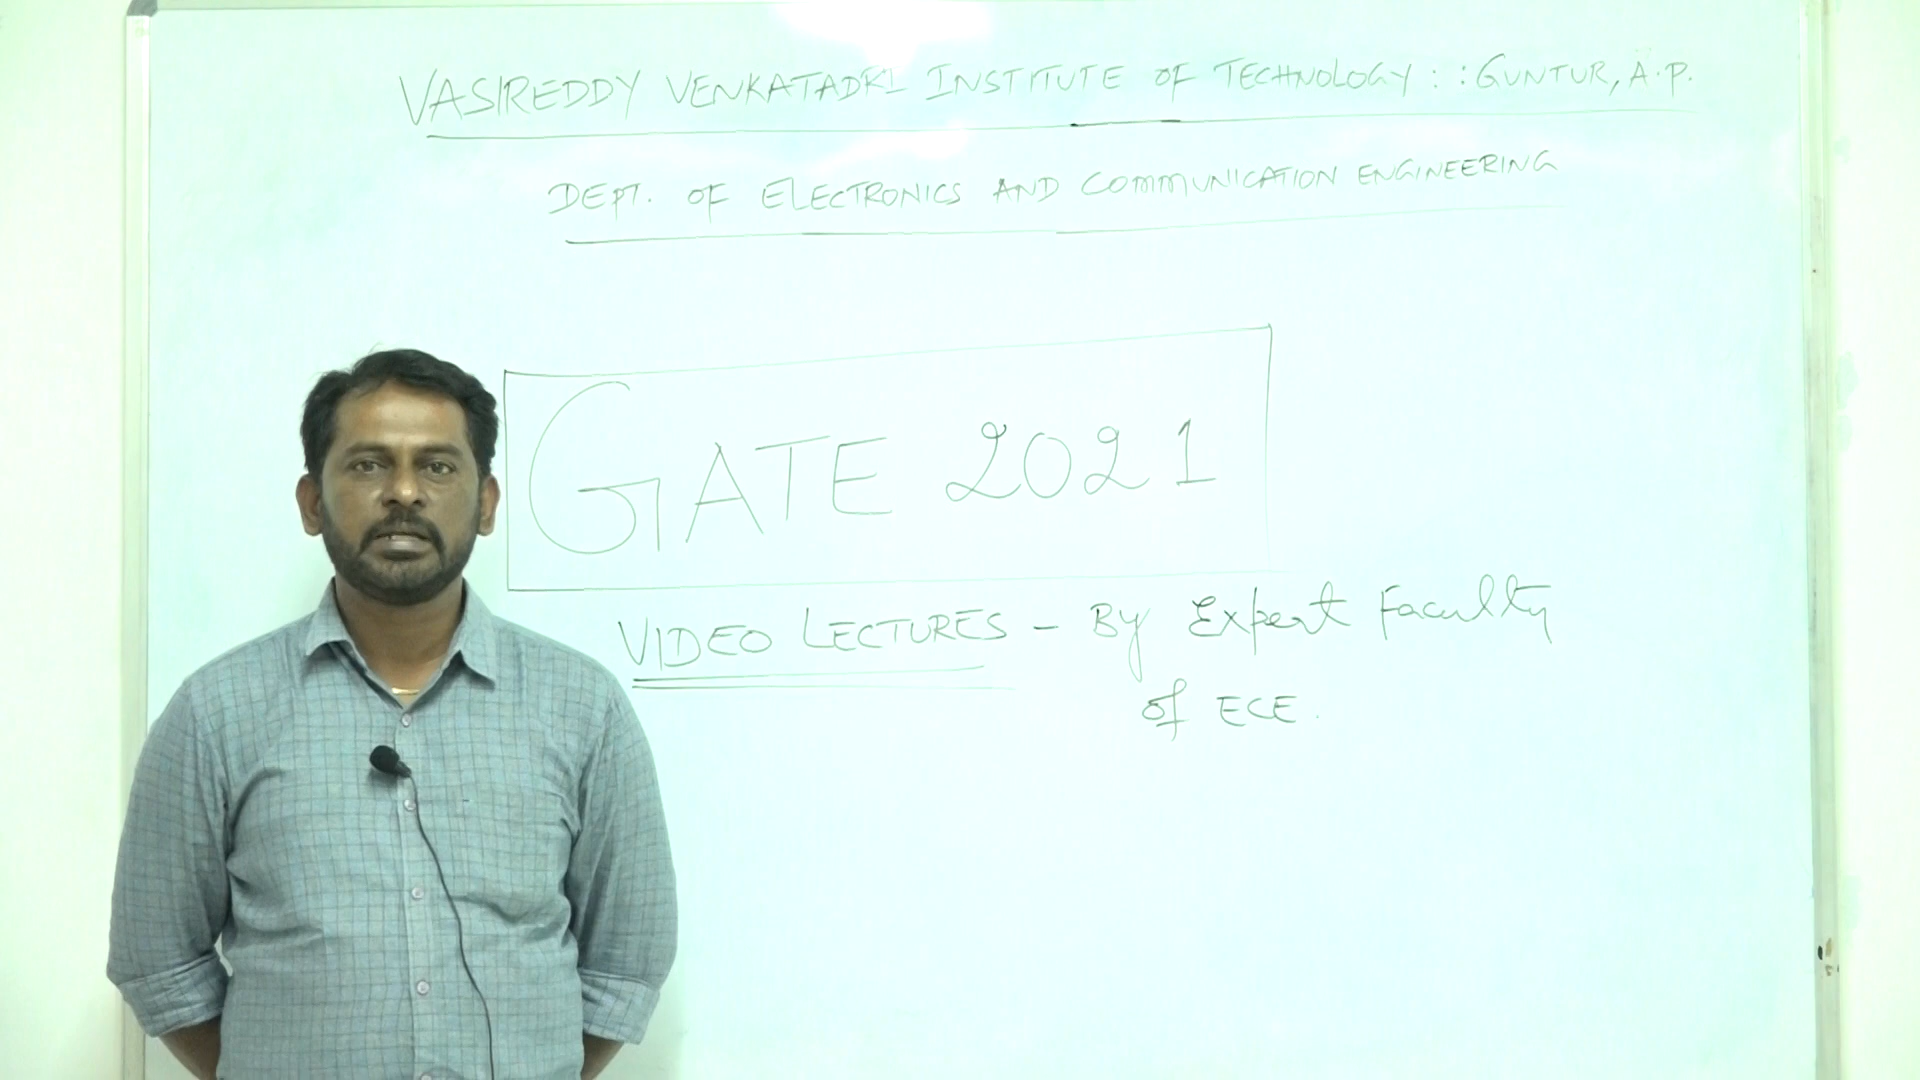 VASIREDDY VENKATADRI INSTITUTE OF TECHNOLOGY : : GUNTUR, A.P.
DEPT. OF ELECTRONICS AND COMMUNICATION ENGINEERING
GATE 2021
VIDEO LECTURES - By Expert Faculty
of ECE.